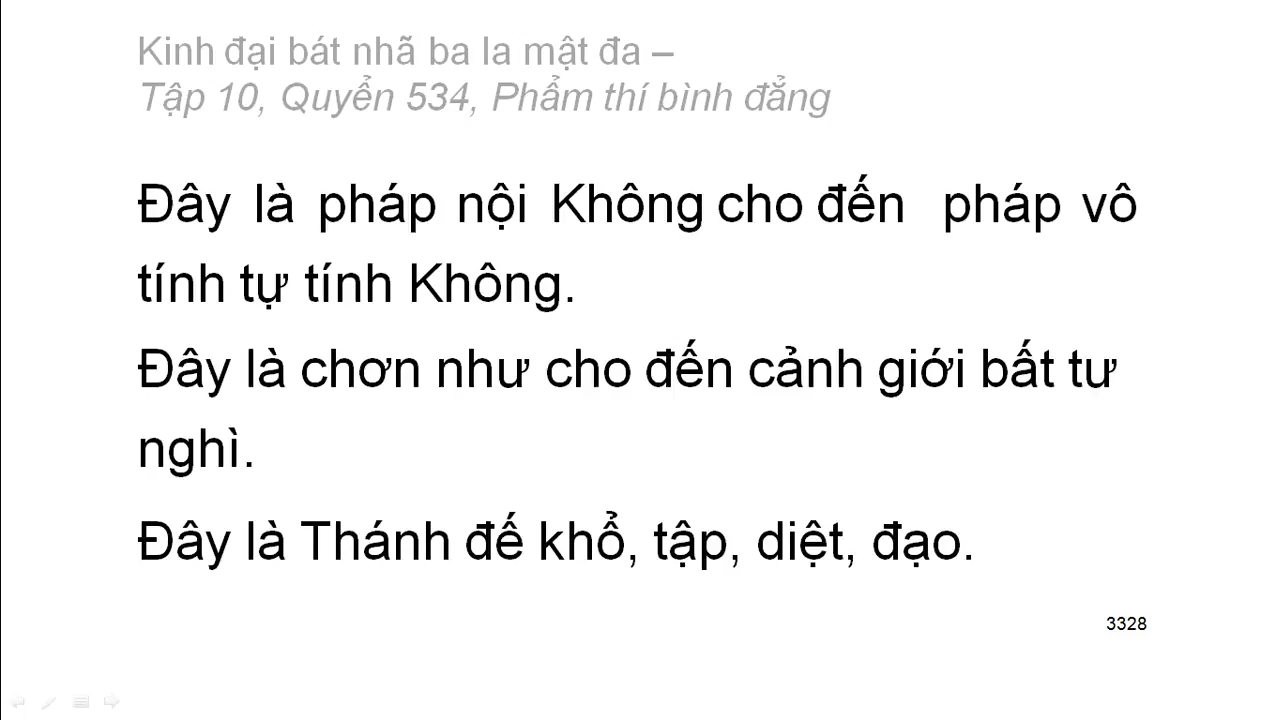 Kinh đại bát nhã ba la mật đa –
Tập 10, Quyển 534, Phẩm thí bình đẳng
Đây là pháp nội Không cho đến pháp vô
tính tự tính Không.
Đây là chơn như cho đến cảnh giới bất tư
nghì.
Đây là Thánh đế khổ, tập, diệt, đạo.
3328